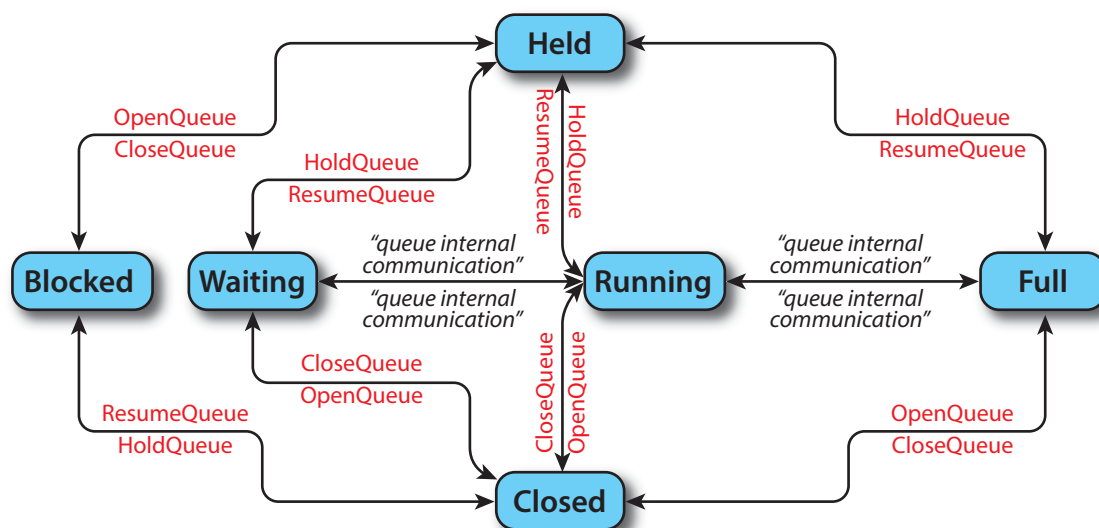 Held
OpenQueue
CloseQueue
HoldQueue
ResumeQueue
HoldQueue
ResumeQueue
HoldQueue
ResumeQueue
Blocked
Waiting
“queue internal
communication”
“queue internal
communication”
Running
“queue internal
communication”
“queue internal
communication”
Full
CloseQueue
OpenQueue
OpenQueue
CloseQueue
ResumeQueue
HoldQueue
OpenQueue
CloseQueue
Closed